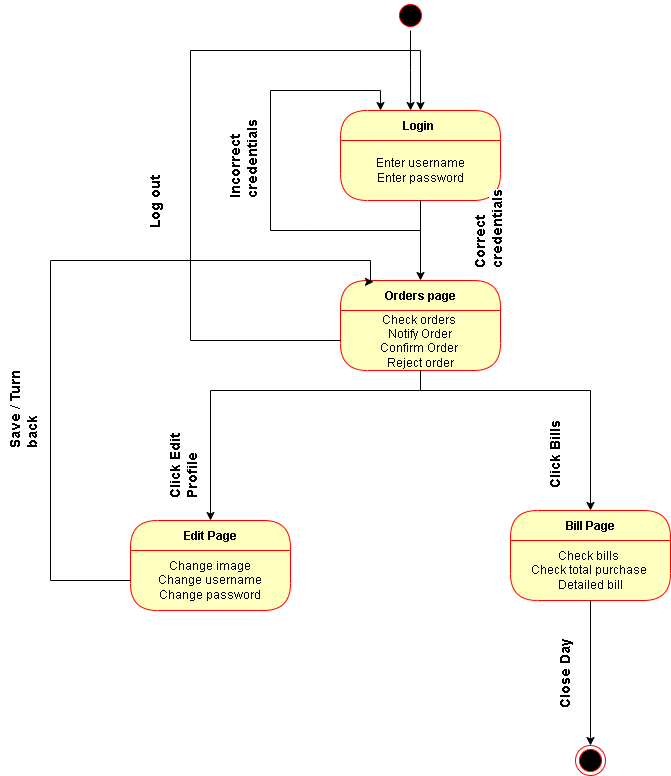 Login
Enter username
Enter password
Incorrect
credentials
Correct
credentials
Log out
Orders page
Check orders
Notify Order
Confirm Order
Reject order
Save / Turn
back
Click Edit
Profile
Click Bills
Edit Page
Change image
Change username
Change password
Bill Page
Check bills
Check total purchase
Detailed bill
Close Day